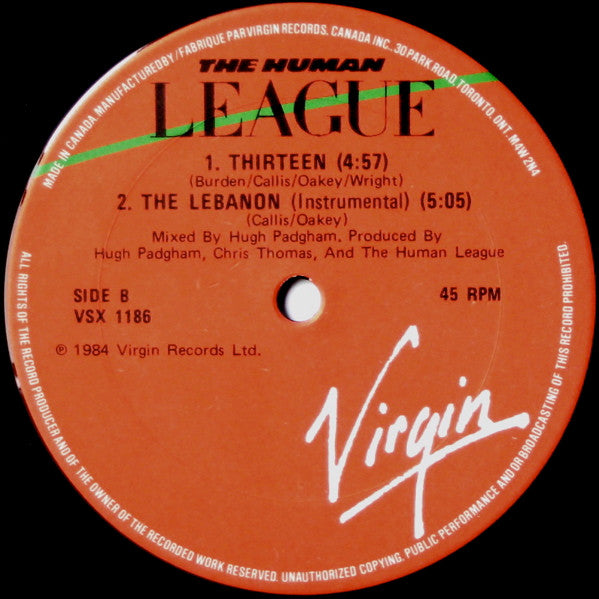 MADE IN CANADA. MANUFACTURED BY/FABRIQUE PAR VIRGIN RECORDS. CANADA INC., 30 PARK ROAD, TORONTO, ONT. M4W 2N4
THE HUMAN
LEAGUE
1. THIRTEEN (4:57)
(Burden/Callis/Oakey/Wright)
2. THE LEBANON (Instrumental) (5:05)
(Callis/Oakey)
Mixed By Hugh Padgham. Produced By
Hugh Padgham, Chris Thomas, And The Human League
SIDE B
VSX 1186
45 RPM
℗ 1984 Virgin Records Ltd.
Virgin
ALL RIGHTS OF THE RECORD PRODUCER AND OF THE OWNER OF THE RECORDED WORK RESERVED. UNAUTHORIZED COPYING, PUBLIC PERFORMANCE AND/OR BROADCASTING OF THIS RECORD PROHIBITED.